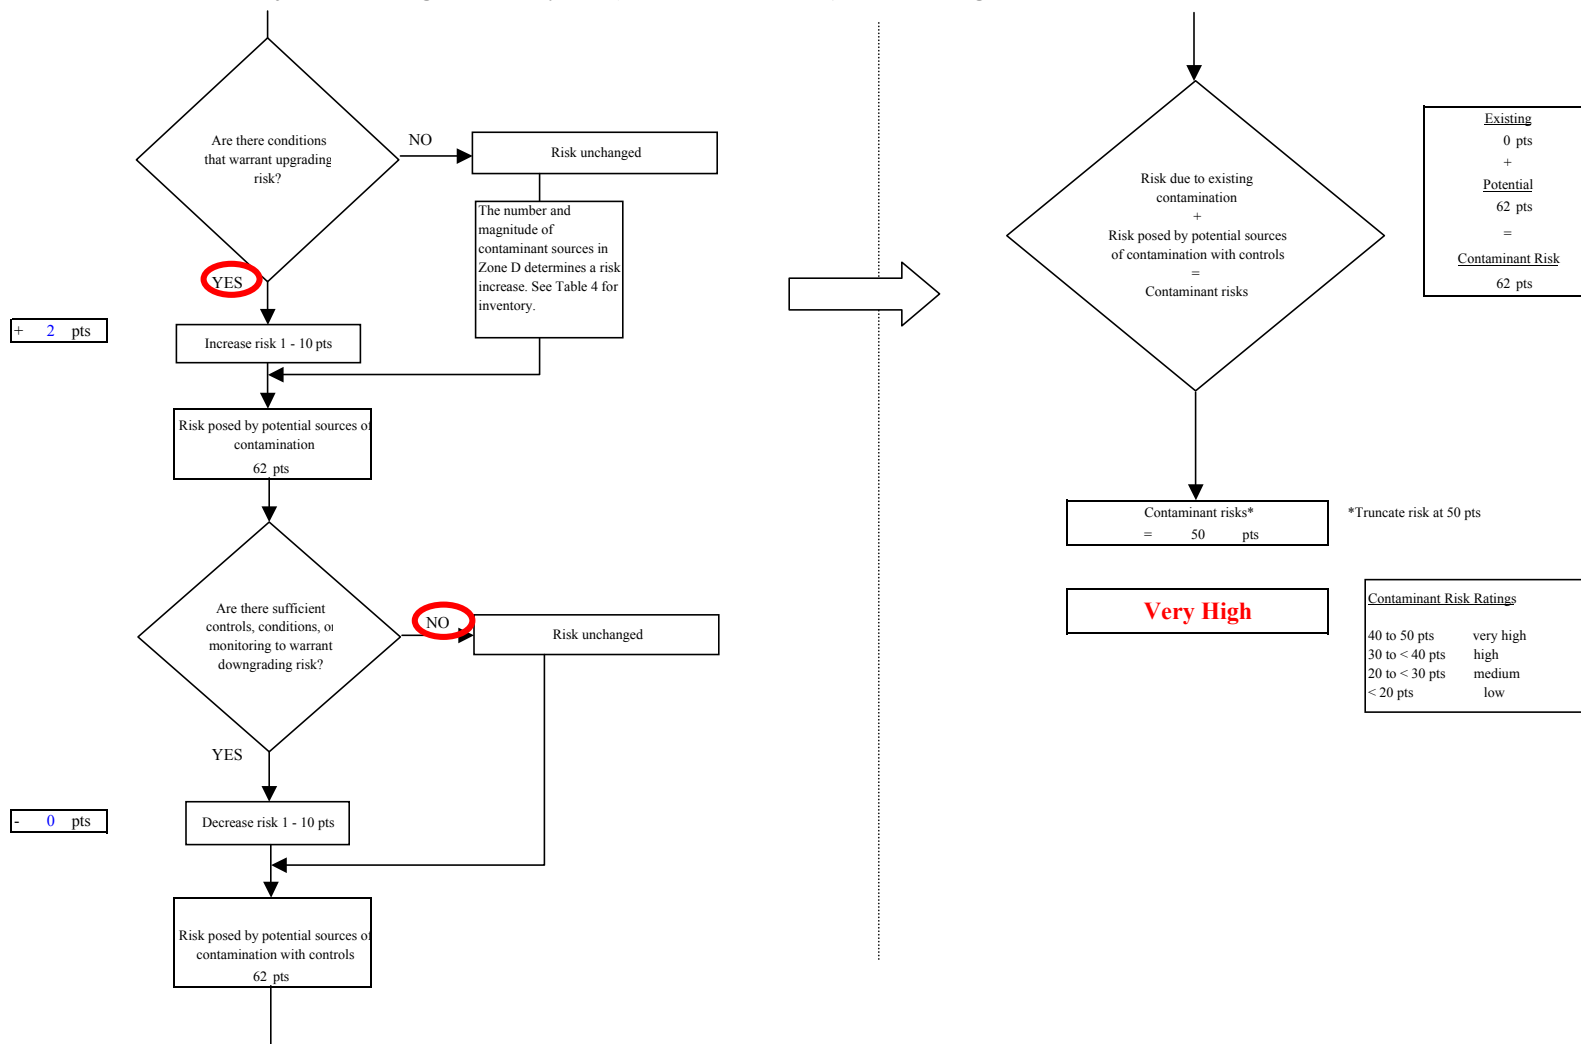 Are there conditions
that warrant upgrading
risk?
NO
Risk unchanged
The number and
magnitude of
contaminant sources in
Zone D determines a risk
increase. See Table 4 for
inventory.
YES
+ 2 pts
Increase risk 1 - 10 pts
Risk posed by potential sources of
contamination
62 pts
Are there sufficient
controls, conditions, or
monitoring to warrant
downgrading risk?
NO
Risk unchanged
YES
- 0 pts
Decrease risk 1 - 10 pts
Risk posed by potential sources of
contamination with controls
62 pts
Risk due to existing
contamination
+
Risk posed by potential sources
of contamination with controls
=
Contaminant risks
Existing
0 pts
+
Potential
62 pts
=
Contaminant Risk
62 pts
Contaminant risks*
= 50 pts
*Truncate risk at 50 pts
Very High
Contaminant Risk Ratings
40 to 50 pts very high
30 to < 40 pts high
20 to < 30 pts medium
< 20 pts low